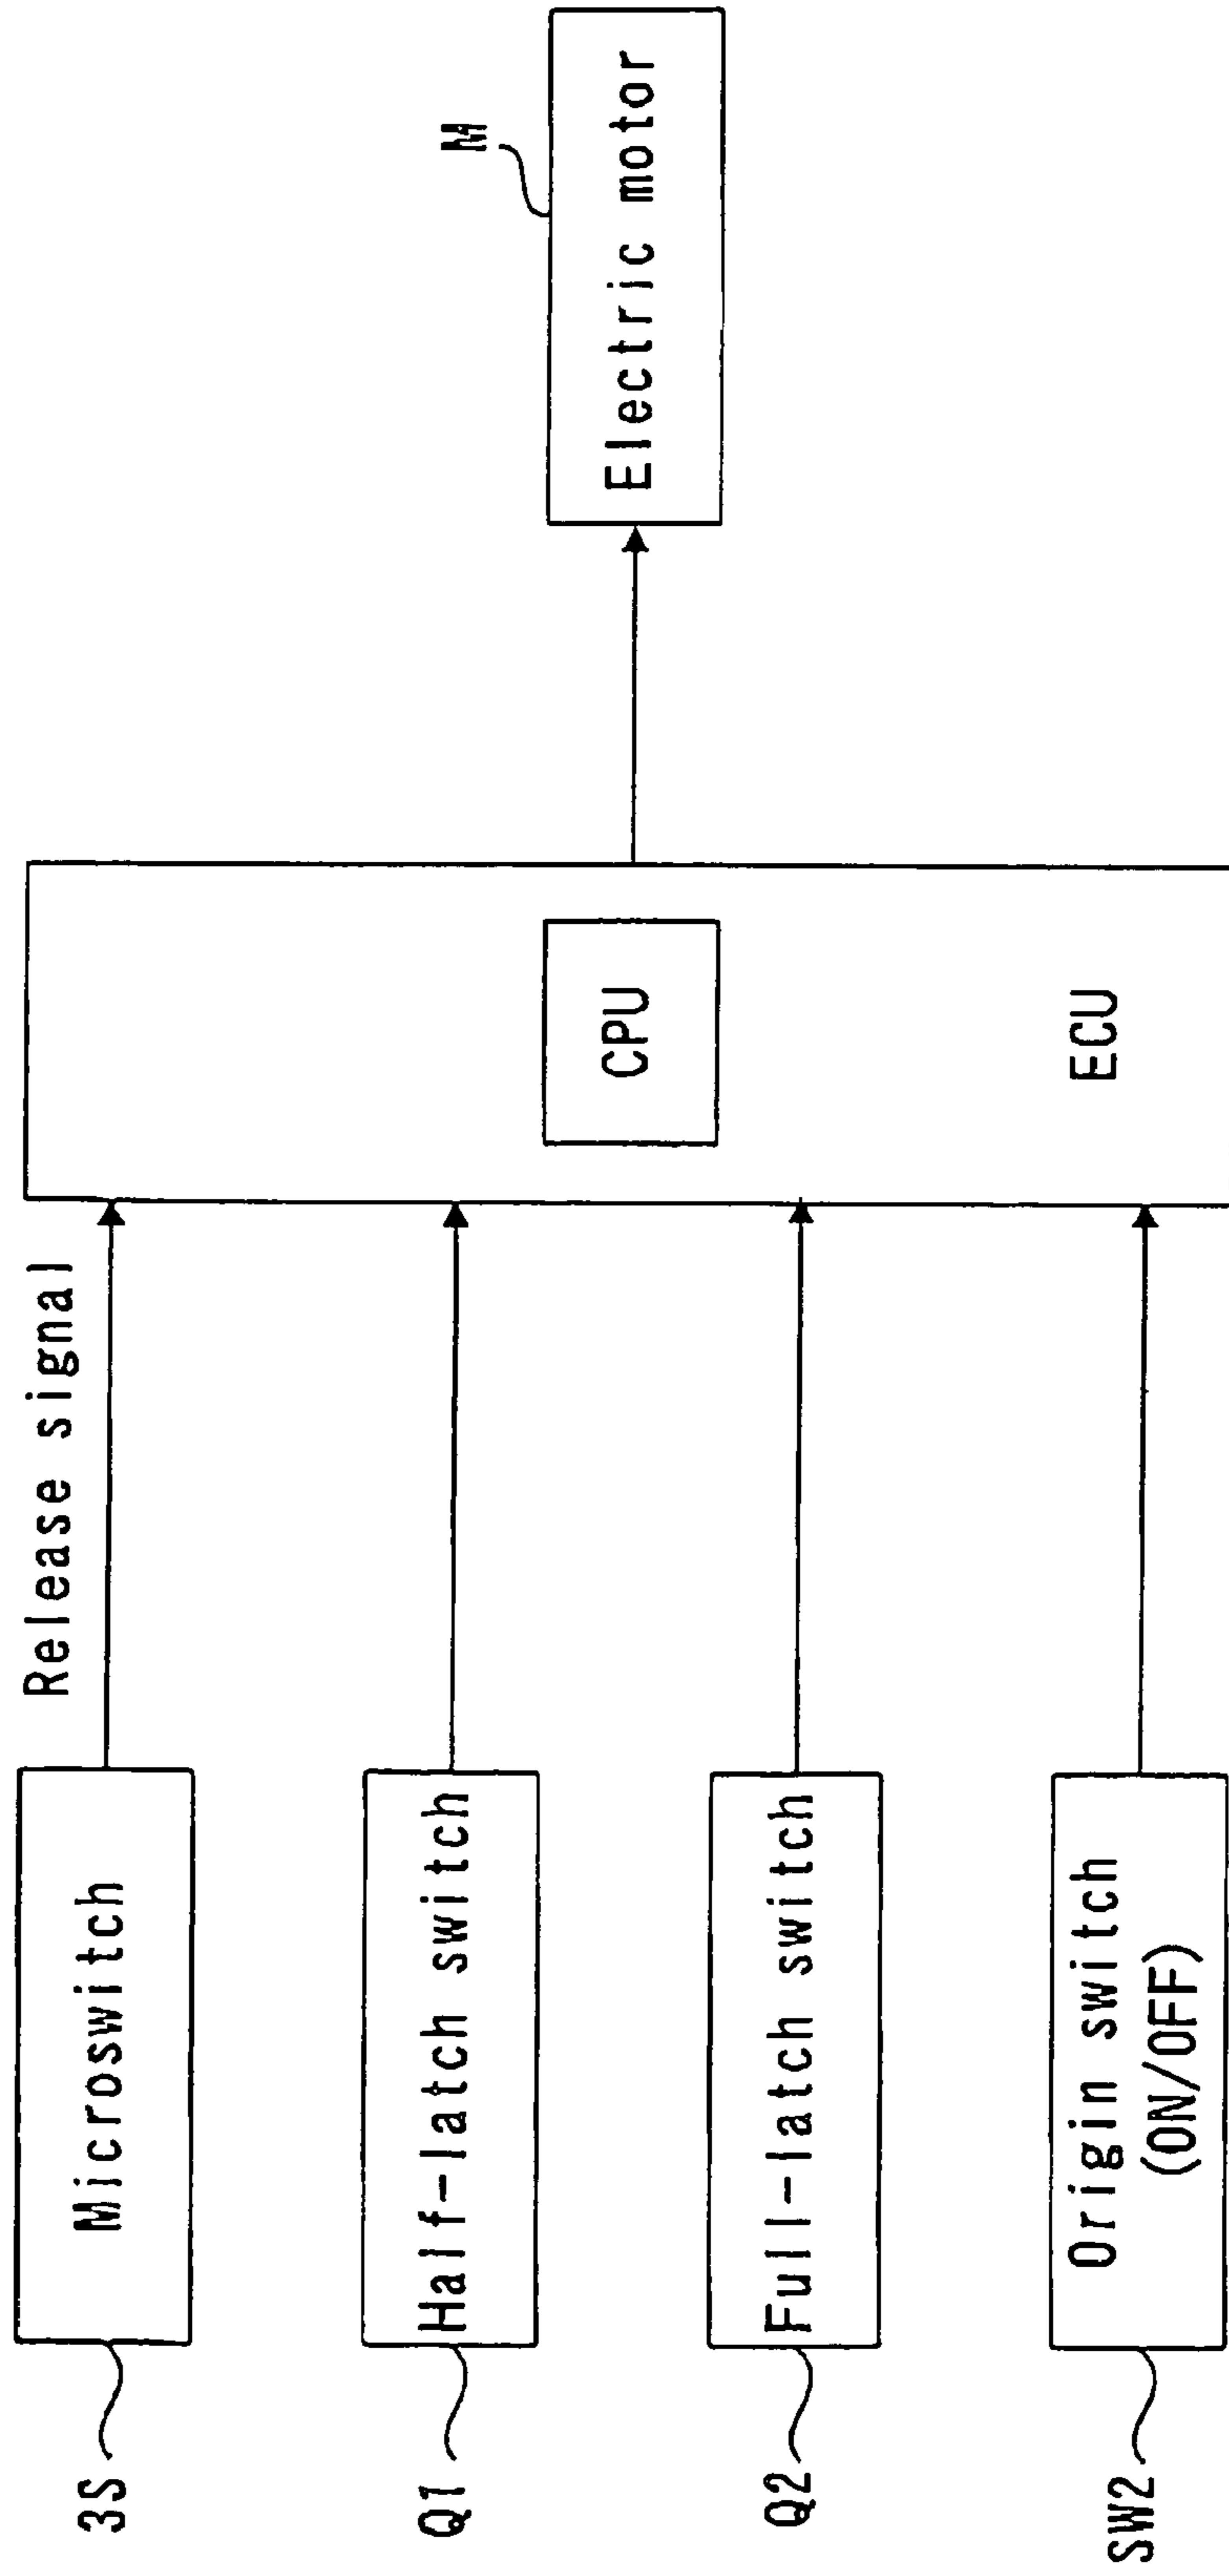 3S
Microswitch
Release signal
Q1
Half-latch switch
CPU
Electric motor
M
Q2
Full-latch switch
SW2
Origin switch
(ON/OFF)
ECU